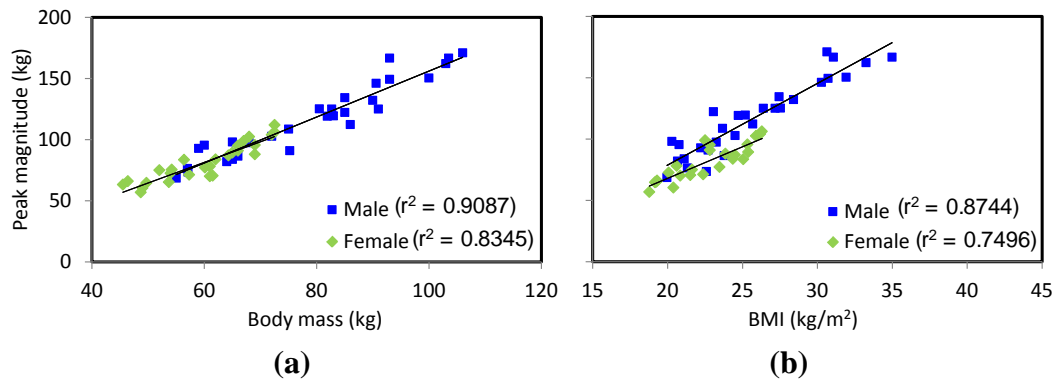 Peak magnitude (kg)
200
150
100
50
0
Male (r² = 0.9087)
Female (r² = 0.8345)
40 60 80 100 120
Body mass (kg)
(a)
Male (r² = 0.8744)
Female (r² = 0.7496)
15 20 25 30 35 40 45
BMI (kg/m²)
(b)